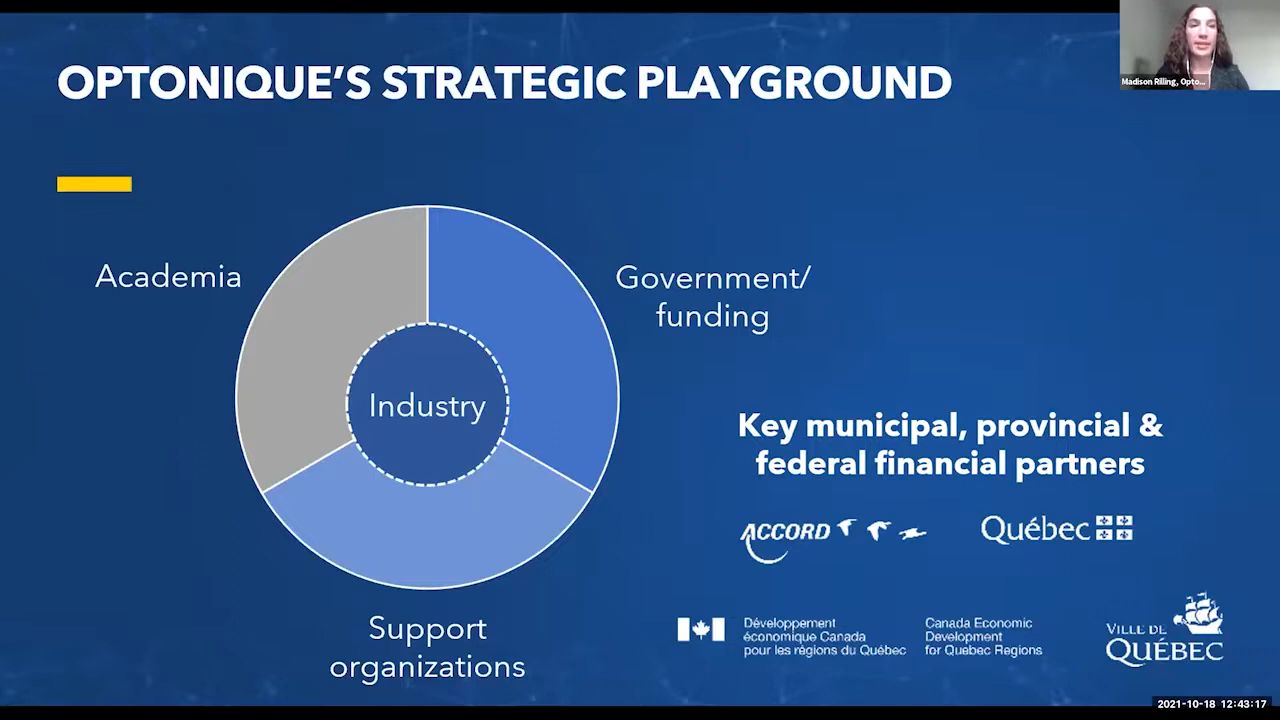 OPTONIQUE'S STRATEGIC PLAYGROUND
Madison Rilling, Opto...
Academia
Government/
funding
Industry
Support
organizations
Key municipal, provincial &
federal financial partners
ACCORD
Québec
Développement
économique Canada
pour les régions du Québec
Canada Economic
Development
for Quebec Regions
VILLE DE
QUÉBEC
2021-10-18 12:43:17